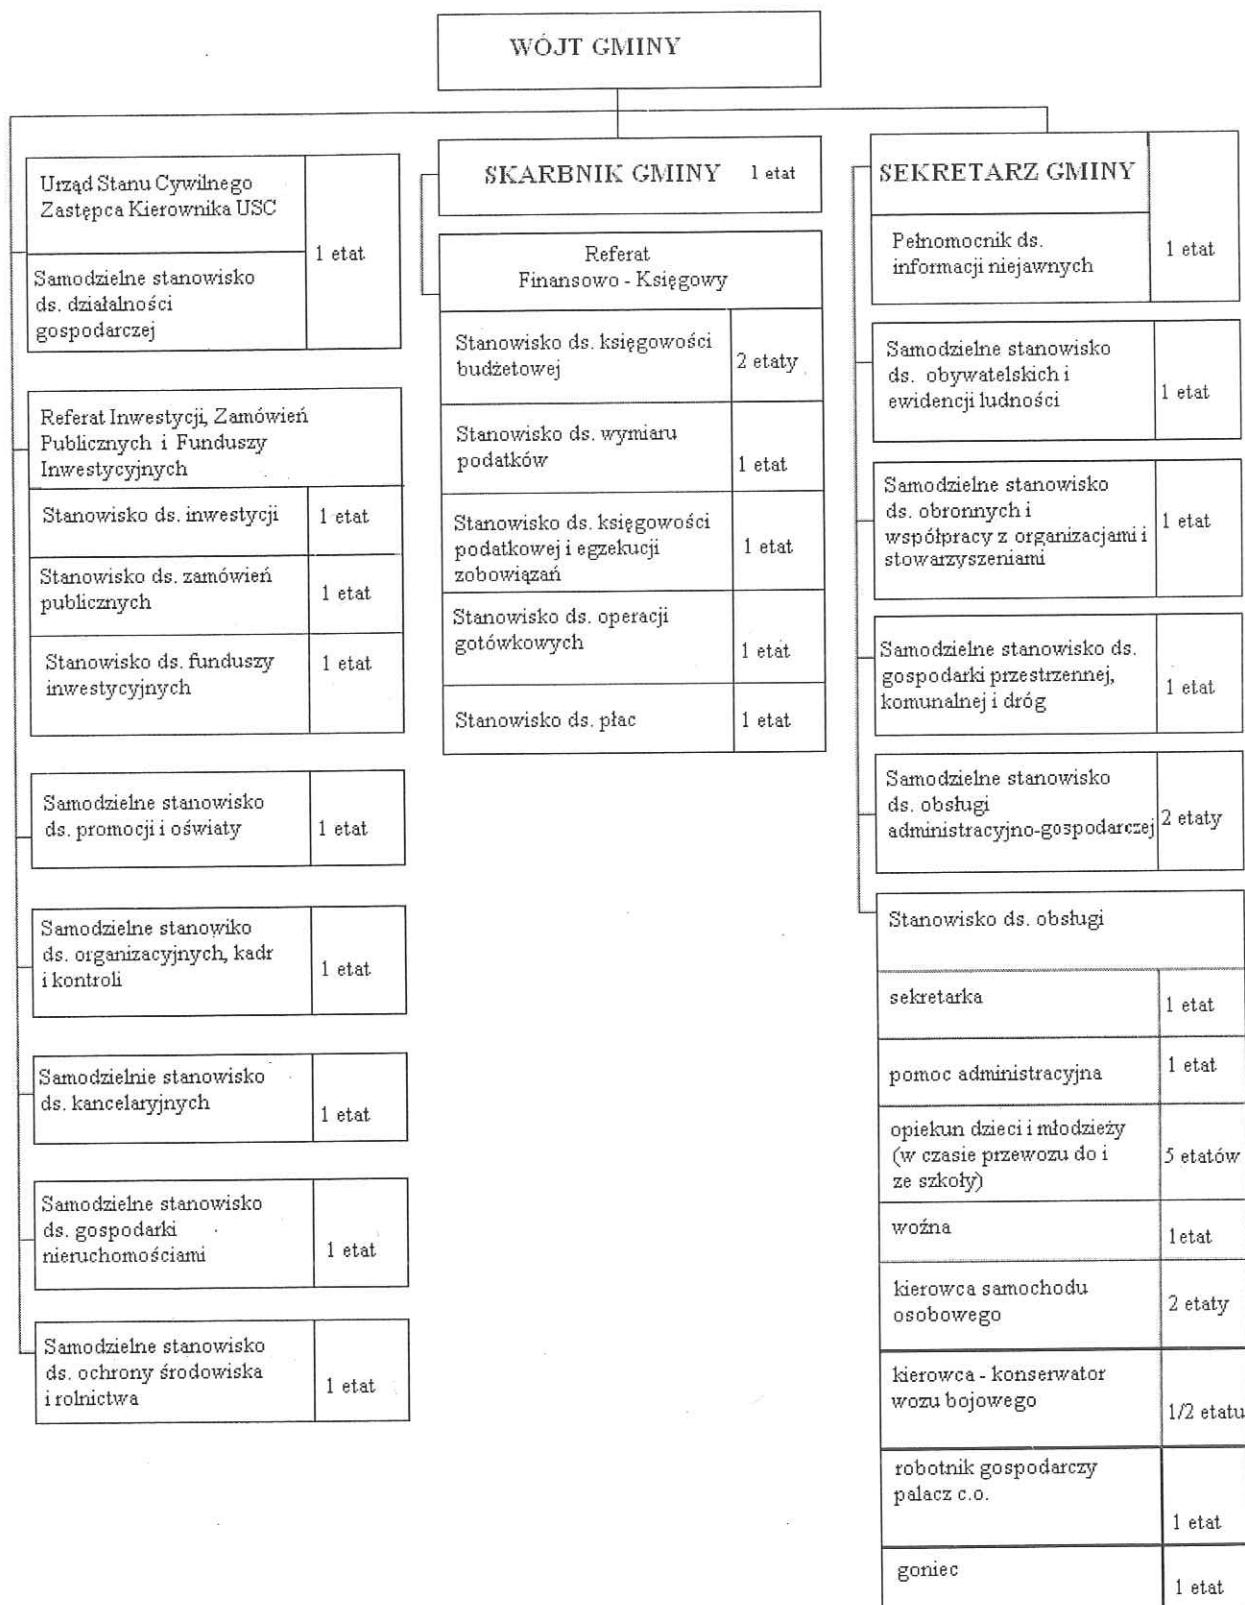 WÓJT GMINY
Urząd Stanu Cywilnego
Zastępca Kierownika USC
1 etat
Samodzielne stanowisko
ds. działalności
gospodarczej
Referat Inwestycji, Zamówień
Publicznych i Funduszy
Inwestycyjnych
Stanowisko ds. inwestycji
1 etat
Stanowisko ds. zamówień
publicznych
1 etat
Stanowisko ds. funduszy
inwestycyjnych
1 etat
Samodzielne stanowisko
ds. promocji i oświaty
1 etat
Samodzielne stanowiko
ds. organizacyjnych, kadr
i kontroli
1 etat
Samodzielnie stanowisko
ds. kancelaryjnych
1 etat
Samodzielne stanowisko
ds. gospodarki
nieruchomościami
1 etat
Samodzielne stanowisko
ds. ochrony środowiska
i rolnictwa
1 etat
SKARBNIK GMINY 1 etat
Referat
Finansowo - Księgowy
Stanowisko ds. księgowości
budżetowej
2 etaty
Stanowisko ds. wymiaru
podatków
1 etat
Stanowisko ds. księgowości
podatkowej i egzekucji
zobowiązań
1 etat
Stanowisko ds. operacji
gotówkowych
1 etat
Stanowisko ds. płac
1 etat
SEKRETARZ GMINY
Pełnomocnik ds.
informacji niejawnych
1 etat
Samodzielne stanowisko
ds. obywatelskich i
ewidencji ludności
1 etat
Samodzielne stanowisko
ds. obronnych i
współpracy z organizacjami i
stowarzyszeniami
1 etat
Samodzielne stanowisko ds.
gospodarki przestrzennej,
komunalnej i dróg
1 etat
Samodzielne stanowisko
ds. obsługi
administracyjno-gospodarczej
2 etaty
Stanowisko ds. obsługi
sekretarka
1 etat
pomoc administracyjna
1 etat
opiekun dzieci i młodzieży
(w czasie przewozu do i
ze szkoły)
5 etatów
woźna
1etat
kierowca samochodu
osobowego
2 etaty
kierowca - konserwator
wozu bojowego
1/2 etatu
robotnik gospodarczy
palacz c.o.
1 etat
goniec
1 etat